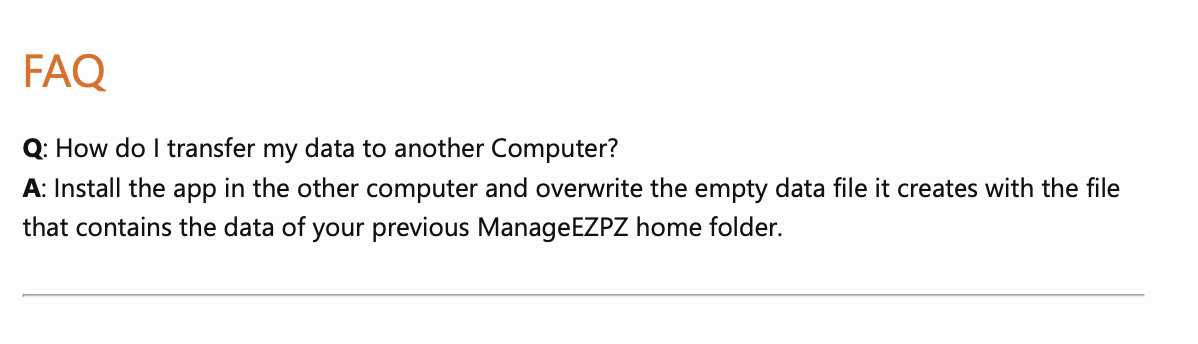 FAQ
Q: How do I transfer my data to another Computer?
A: Install the app in the other computer and overwrite the empty data file it creates with the file
that contains the data of your previous ManageEZPZ home folder.